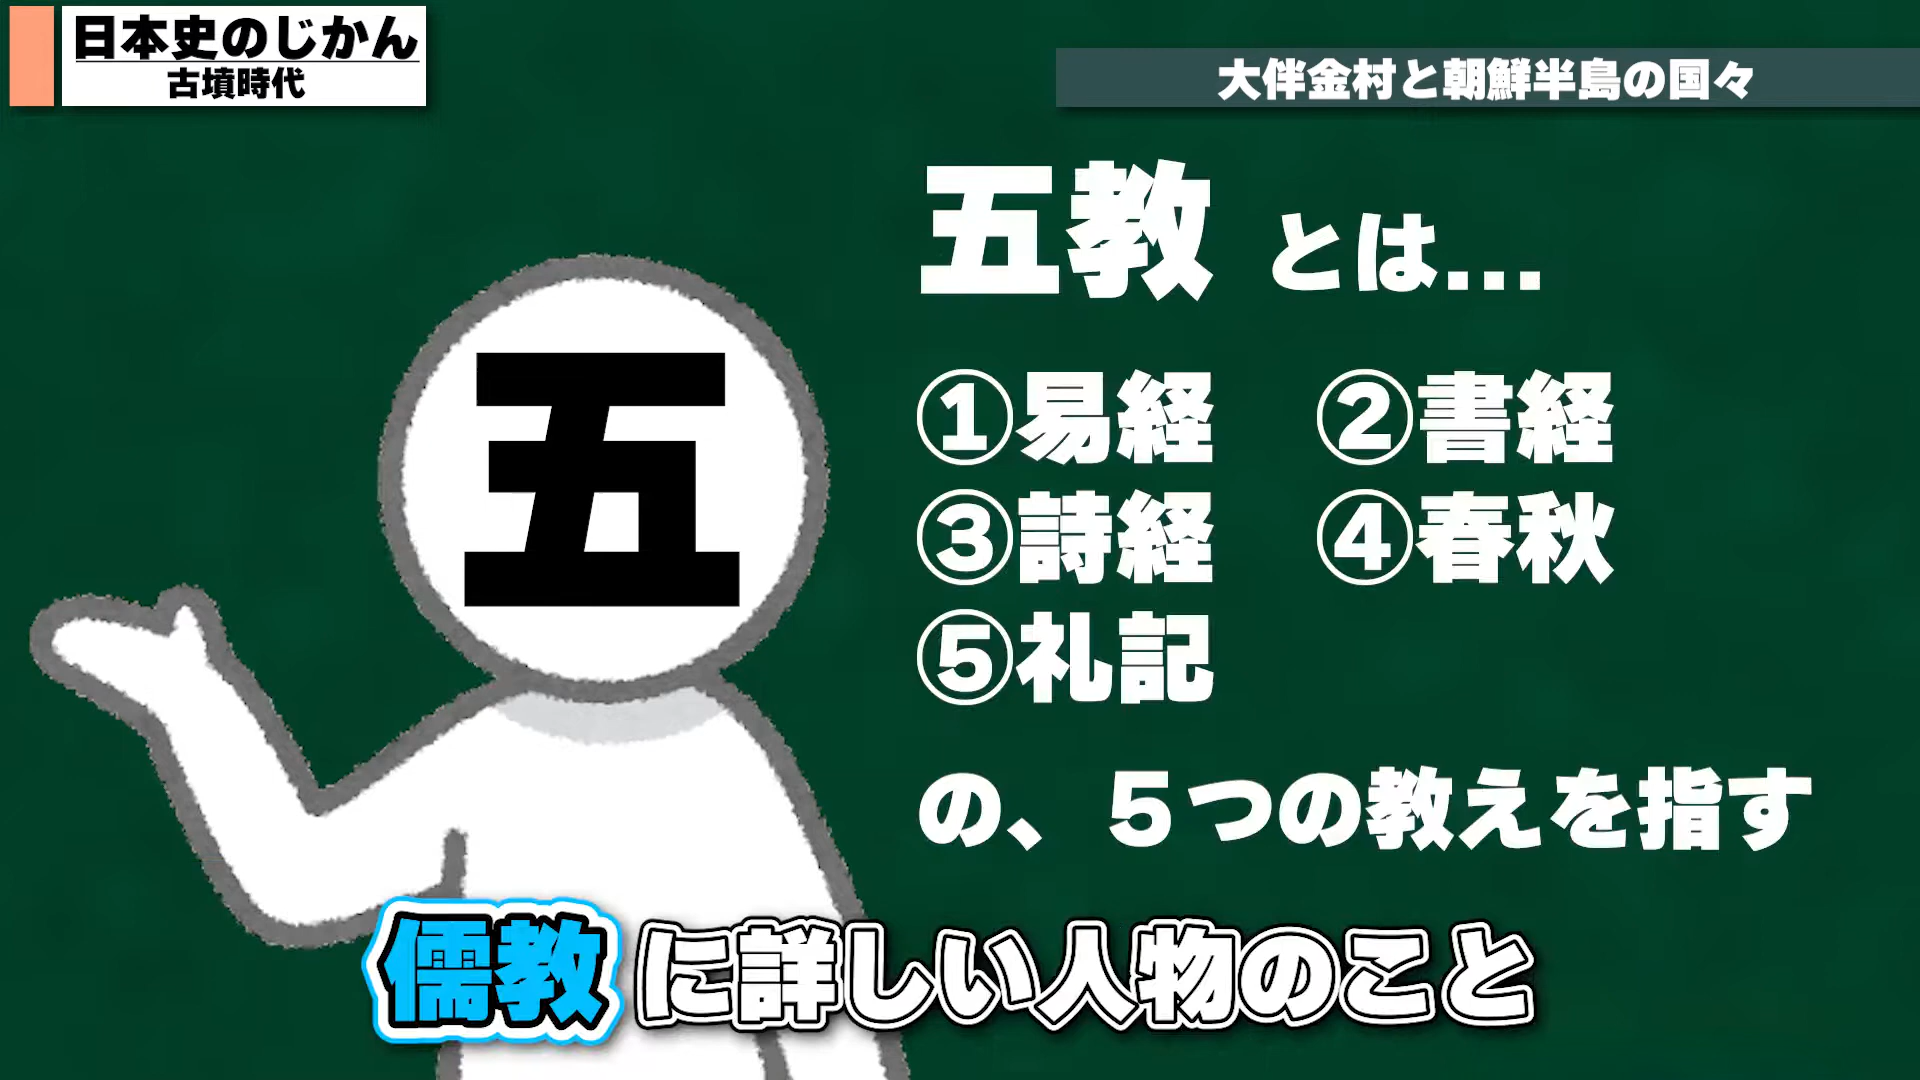 日本史のじかん
古墳時代
大伴金村と朝鮮半島の国々
五教 とは...
①易経 ②書経
③詩経 ④春秋
⑤礼記
の、５つの教えを指す
五
儒教に詳しい人物のこと